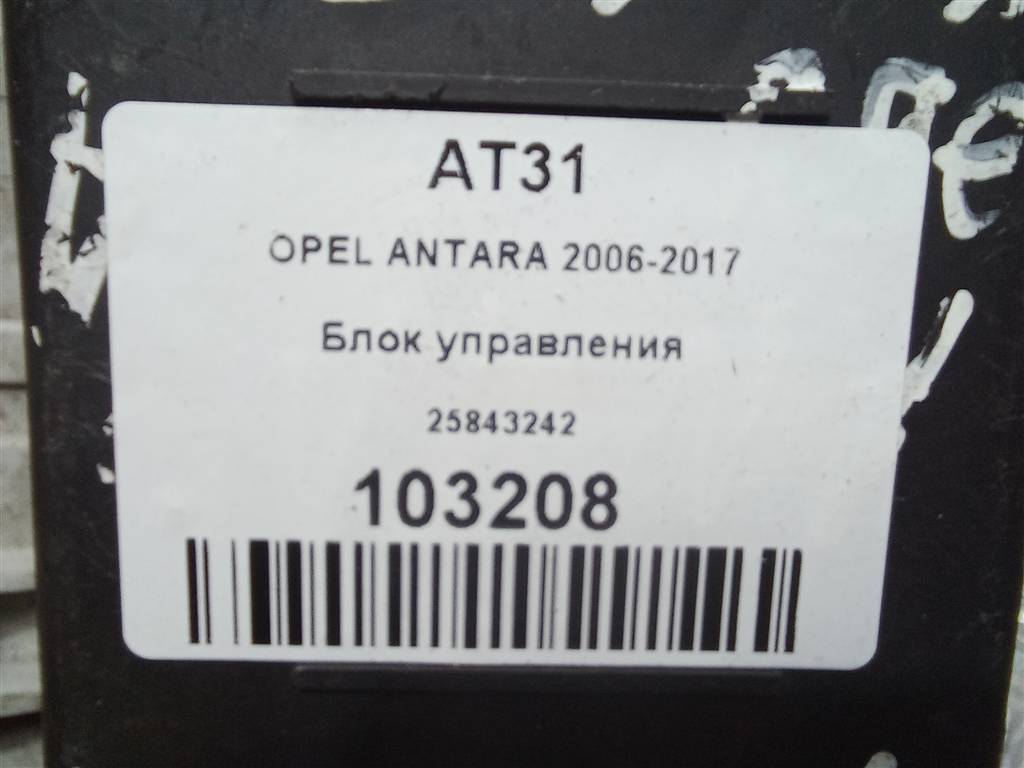 AT31
OPEL ANTARA 2006-2017
Блок управления
25843242
103208